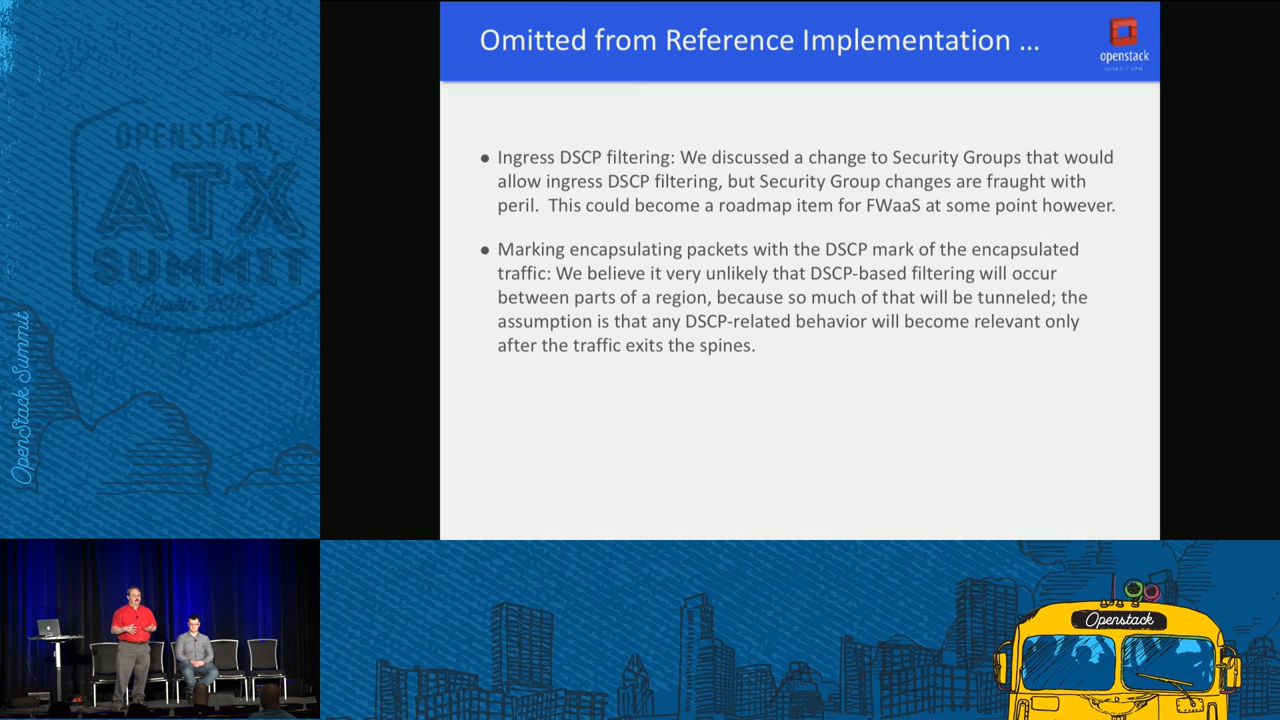 Omitted from Reference Implementation ...
openstack
● Ingress DSCP filtering: We discussed a change to Security Groups that would
allow ingress DSCP filtering, but Security Group changes are fraught with
peril.  This could become a roadmap item for FWaaS at some point however.
● Marking encapsulating packets with the DSCP mark of the encapsulated
traffic: We believe it very unlikely that DSCP-based filtering will occur
between parts of a region, because so much of that will be tunneled; the
assumption is that any DSCP-related behavior will become relevant only
after the traffic exits the spines.
OPENSTACK
ATX
SUMMIT
Austin 2016
OpenStack Summit
Openstack